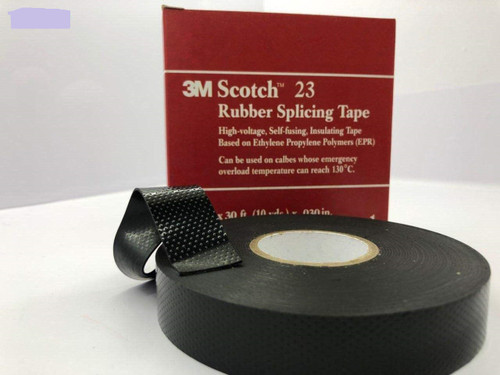 3M Scotch™ 23
Rubber Splicing Tape
High-voltage, Self-fusing, Insulating Tape
Based on Ethylene Propylene Polymers (EPR)
Can be used on calbes whose emergency
overload temperature can reach 130°C.
x 30 ft. (10 yds.) x .030 in.